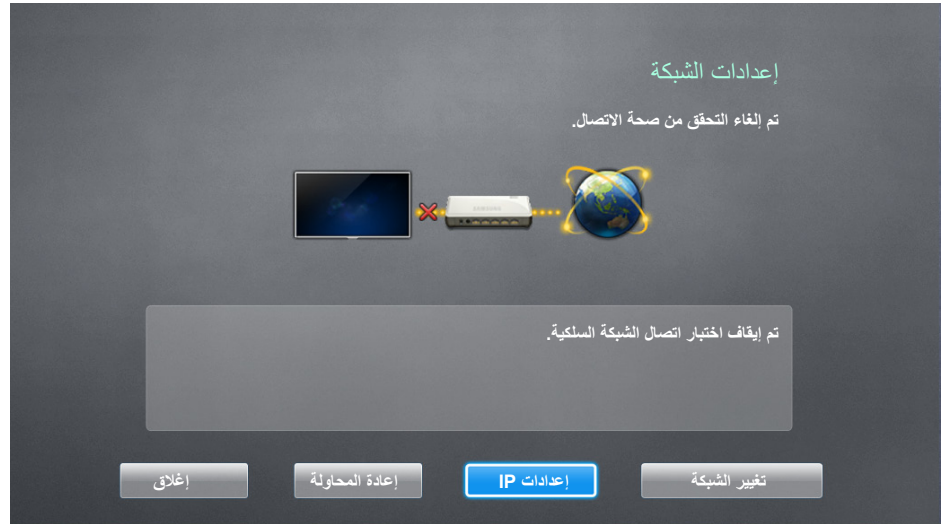 إعدادات الشبكة
تم إلغاء التحقق من صحة الاتصال.
SAMSUNG
تم إيقاف اختبار اتصال الشبكة السلكية.
تغيير الشبكة
إعدادات IP
إعادة المحاولة
إغلاق